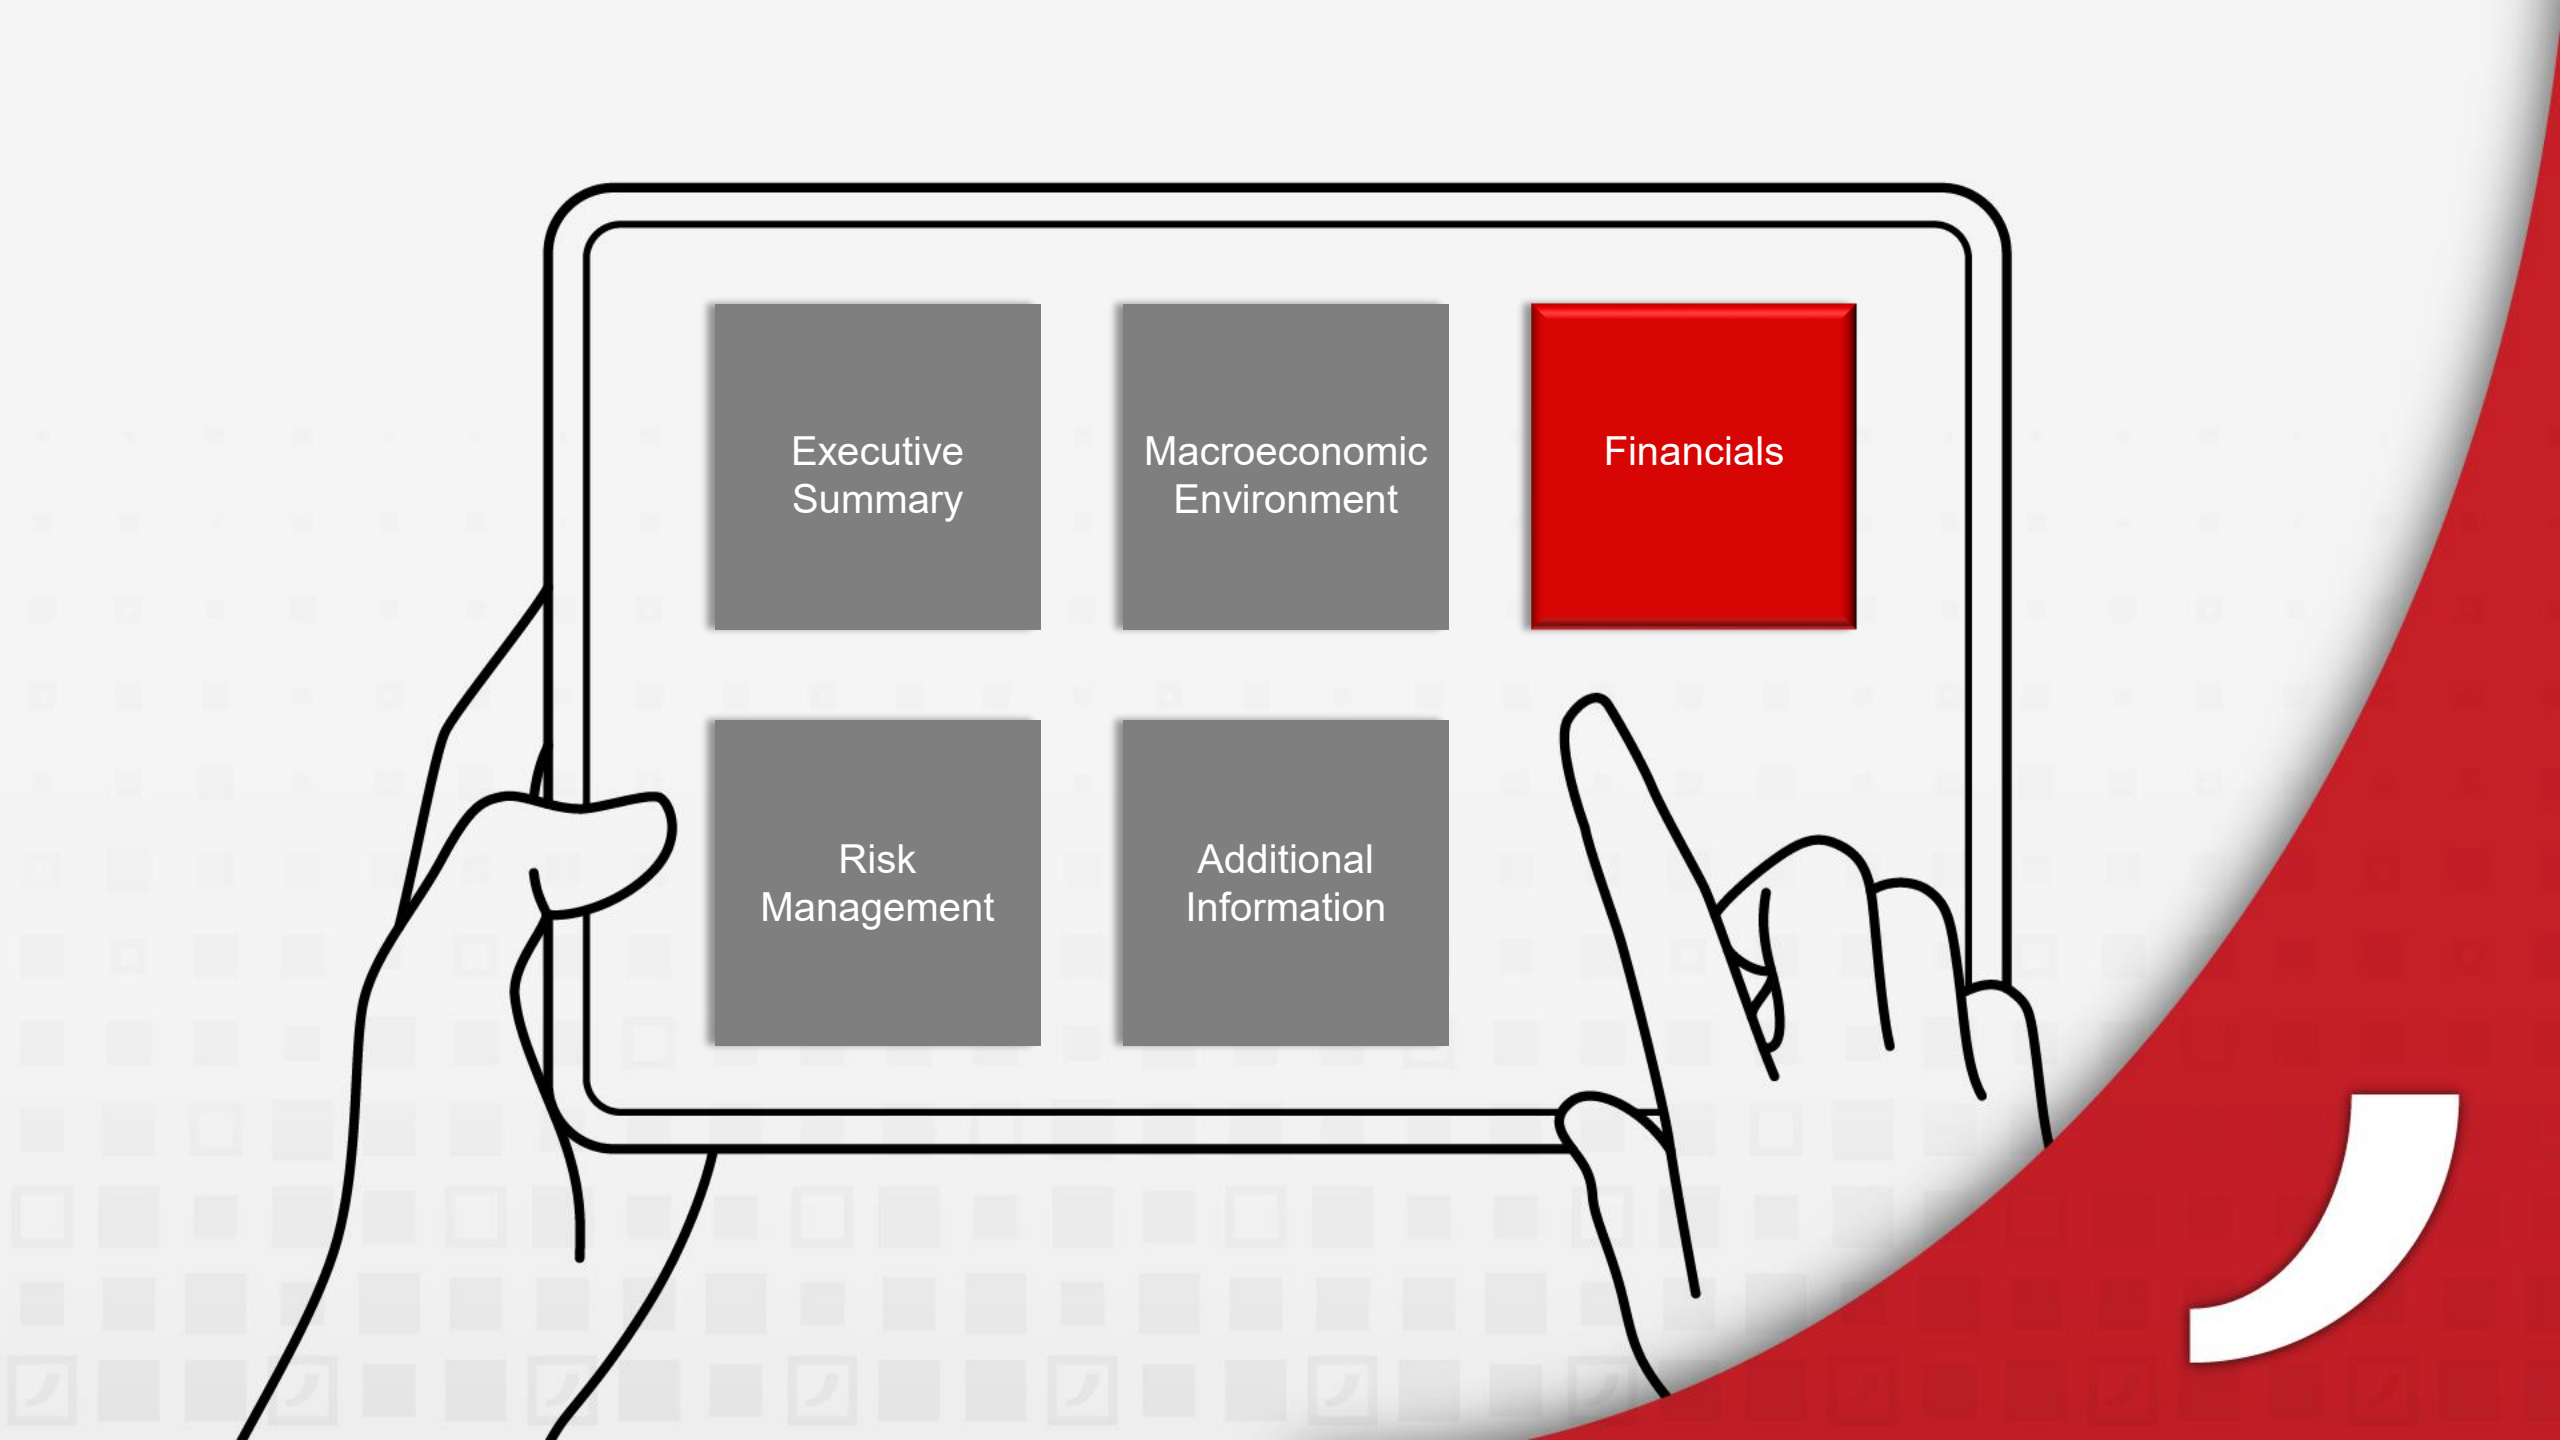 Executive
Summary
Macroeconomic
Environment
Financials
Risk
Management
Additional
Information